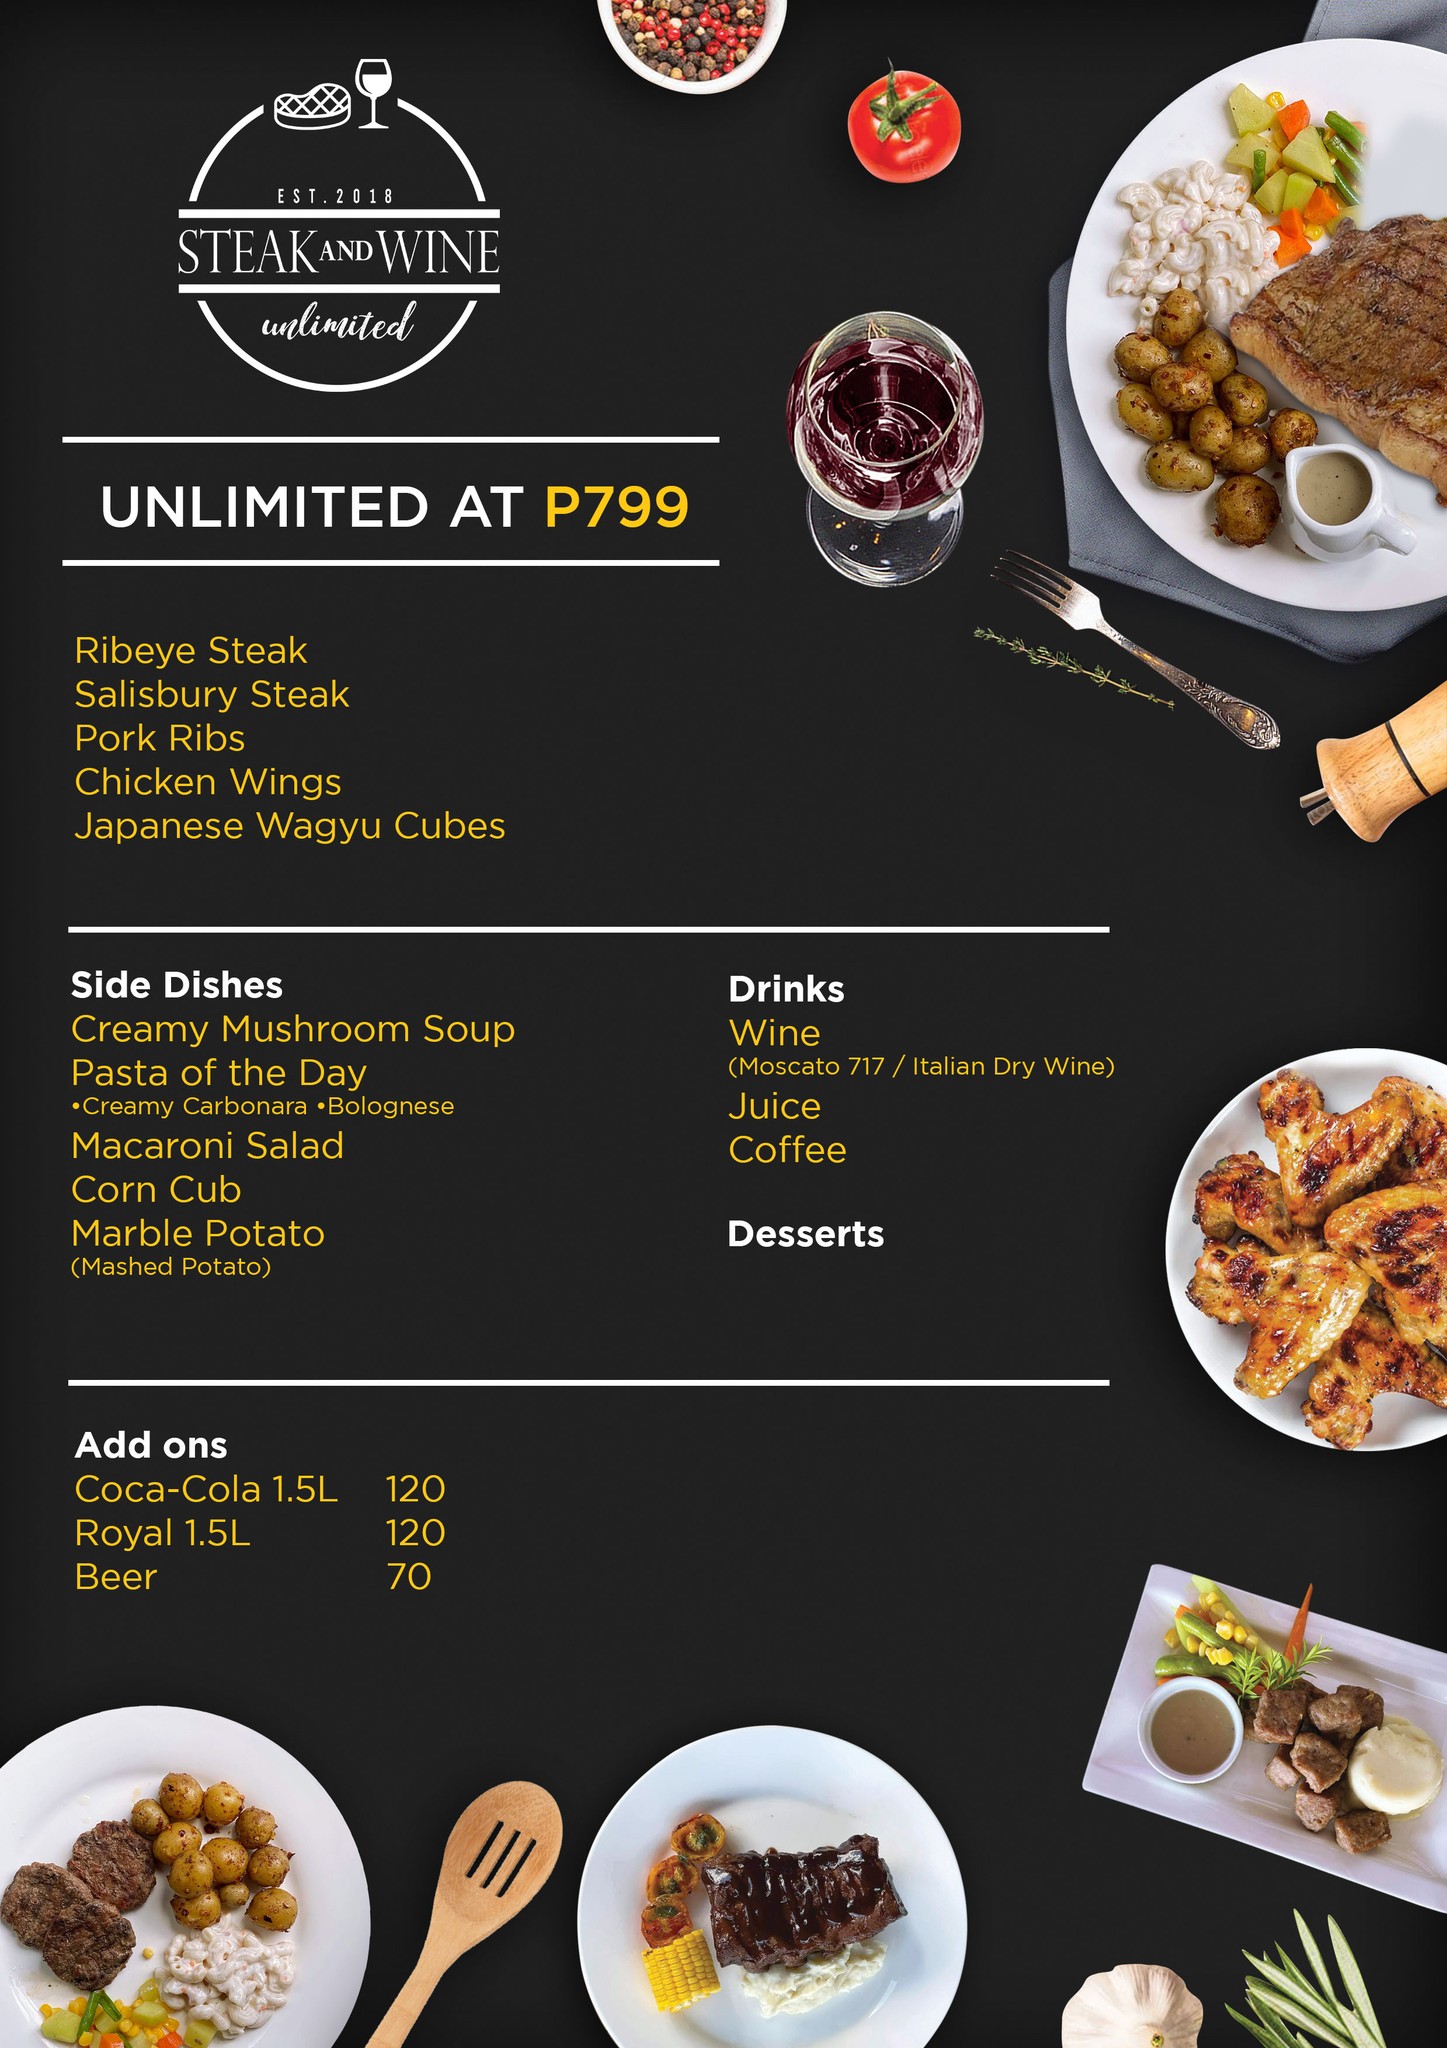 EST.2018
STEAK AND WINE
unlimited
UNLIMITED AT P799
Ribeye Steak
Salisbury Steak
Pork Ribs
Chicken Wings
Japanese Wagyu Cubes
Side Dishes
Creamy Mushroom Soup
Pasta of the Day
•Creamy Carbonara •Bolognese
Macaroni Salad
Corn Cub
Marble Potato
(Mashed Potato)
Drinks
Wine
(Moscato 717 / Italian Dry Wine)
Juice
Coffee
Desserts
Add ons
Coca-Cola 1.5L 120
Royal 1.5L 120
Beer 70